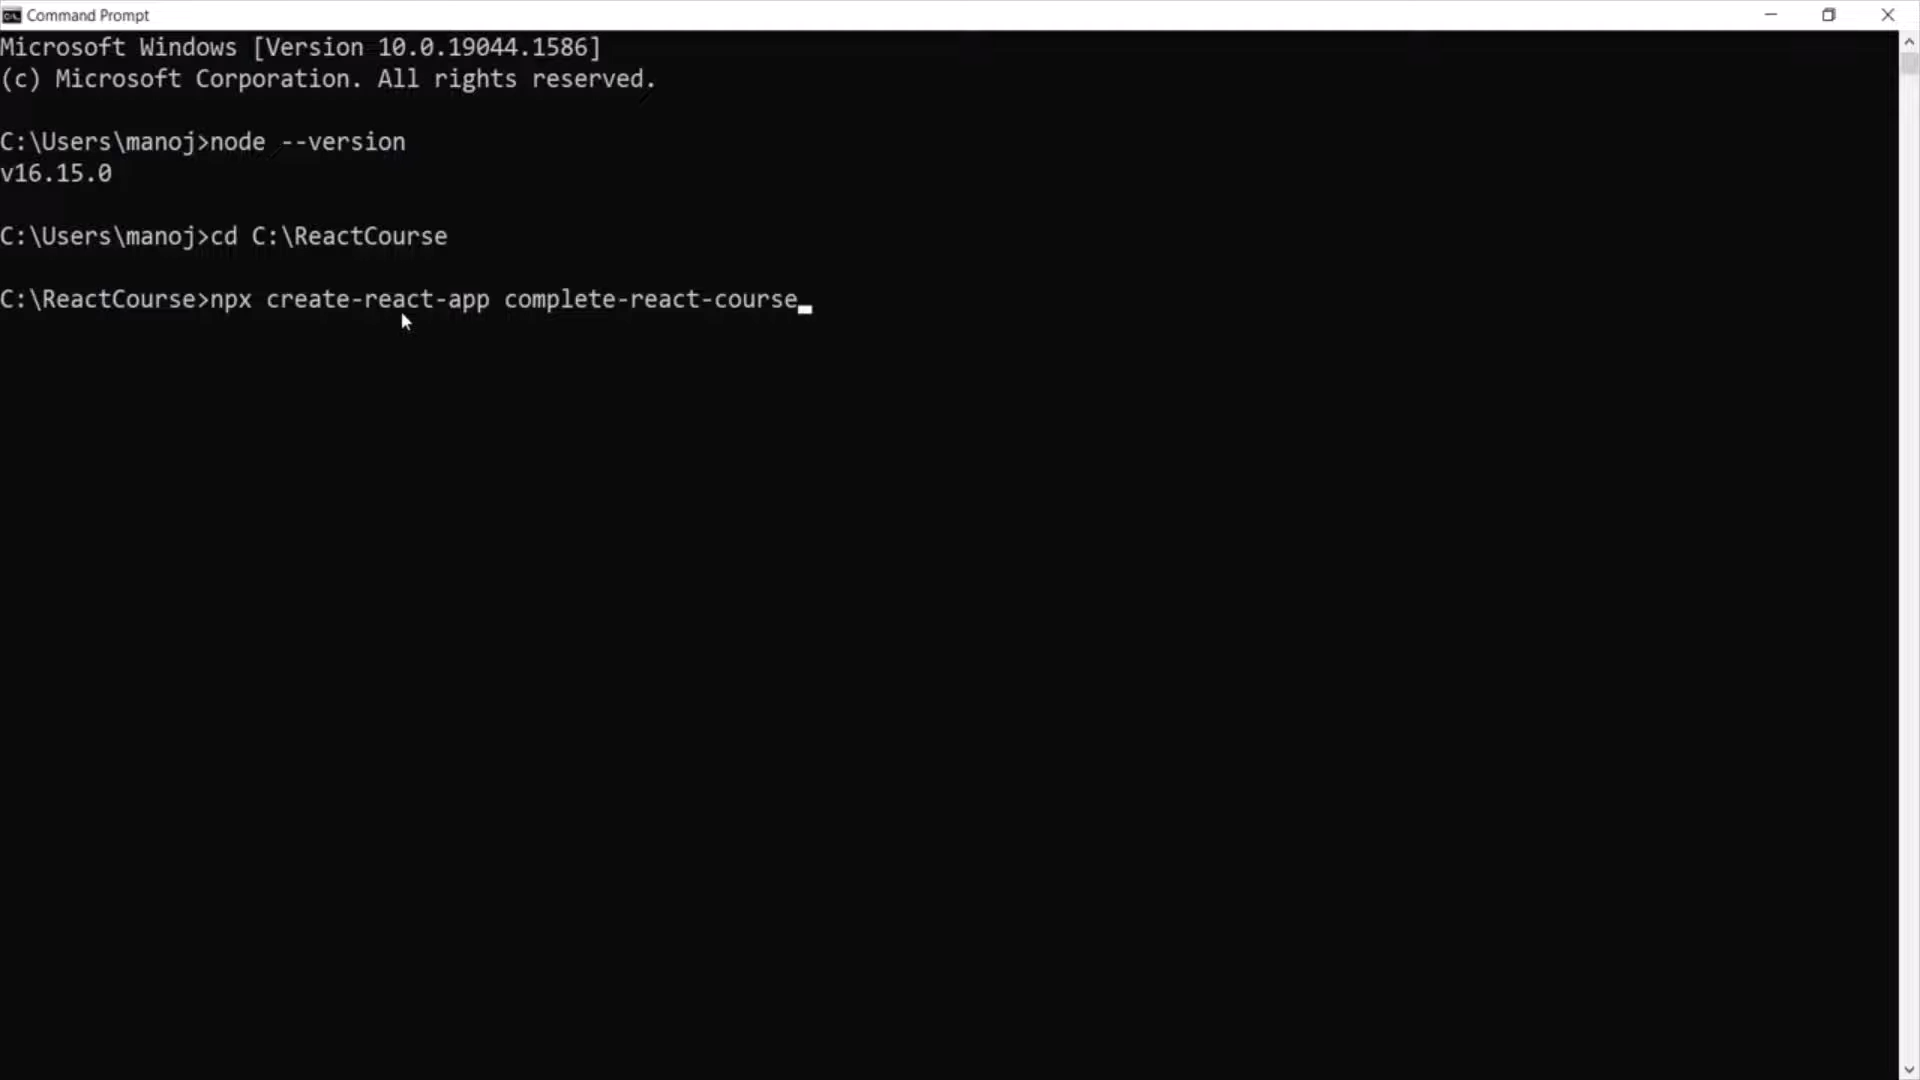 Command Prompt
Microsoft Windows [Version 10.0.19044.1586]
(c) Microsoft Corporation. All rights reserved.
C:\Users\manoj>node --version
v16.15.0
C:\Users\manoj>cd C:\ReactCourse
C:\ReactCourse>npx create-react-app complete-react-course